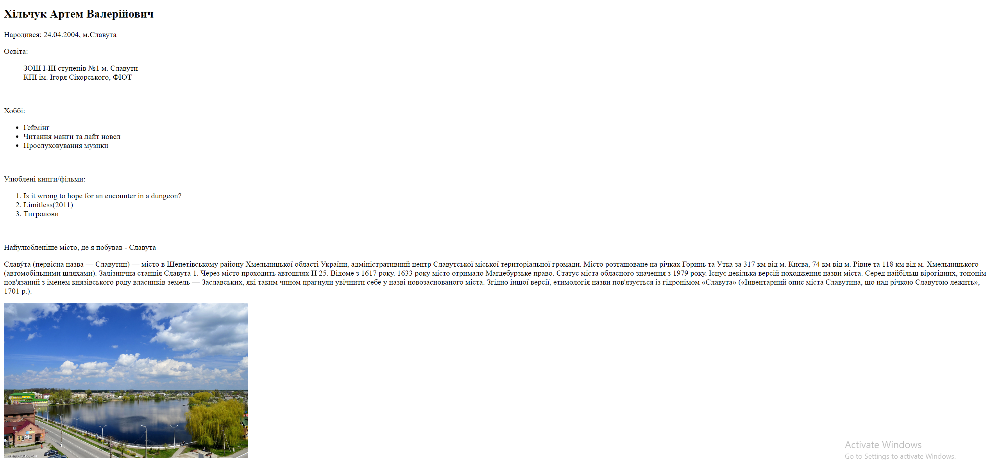 Хільчук Артем Валерійович
Народився: 24.04.2004, м.Славута
Освіта:
ЗОШ І-ІІІ ступенів №1 м. Славути
КПІ ім. Ігоря Сікорського, ФІОТ
Хоббі:
• Геймінг
• Читання манги та лайт новел
• Прослуховування музики
Улюблені книги/фільми:
1. Is it wrong to hope for an encounter in a dungeon?
2. Limitless(2011)
3. Тигролови
Найулюбленіше місто, де я побував - Славута
Славу́та (первісна назва — Славутин) — місто в Шепетівському району Хмельницької області України, адміністративний центр Славутської міської територіальної громади. Місто розташоване на річках Горинь та Утка за 317 км від м. Києва, 74 км від м. Рівне та 118 км від м. Хмельницького
(автомобільними шляхами). Залізнична станція Славута 1. Через місто проходить автошлях Н 25. Відоме з 1617 року. 1633 року місто отримало Магдебурзьке право. Статус міста обласного значення з 1979 року. Існує декілька версій походження назви міста. Серед найбільш вірогідних, топонім
пов'язаний з іменем князівського роду власників земель — Заславських, які таким чином прагнули увічнити себе у назві новозаснованого міста. Згідно іншої версії, етимологія назви пов'язується із гідронімом «Славута» («Інвентарний опис міста Славутина, що над річкою Славутою лежить»,
1701 р.).
Activate Windows
Go to Settings to activate Windows.